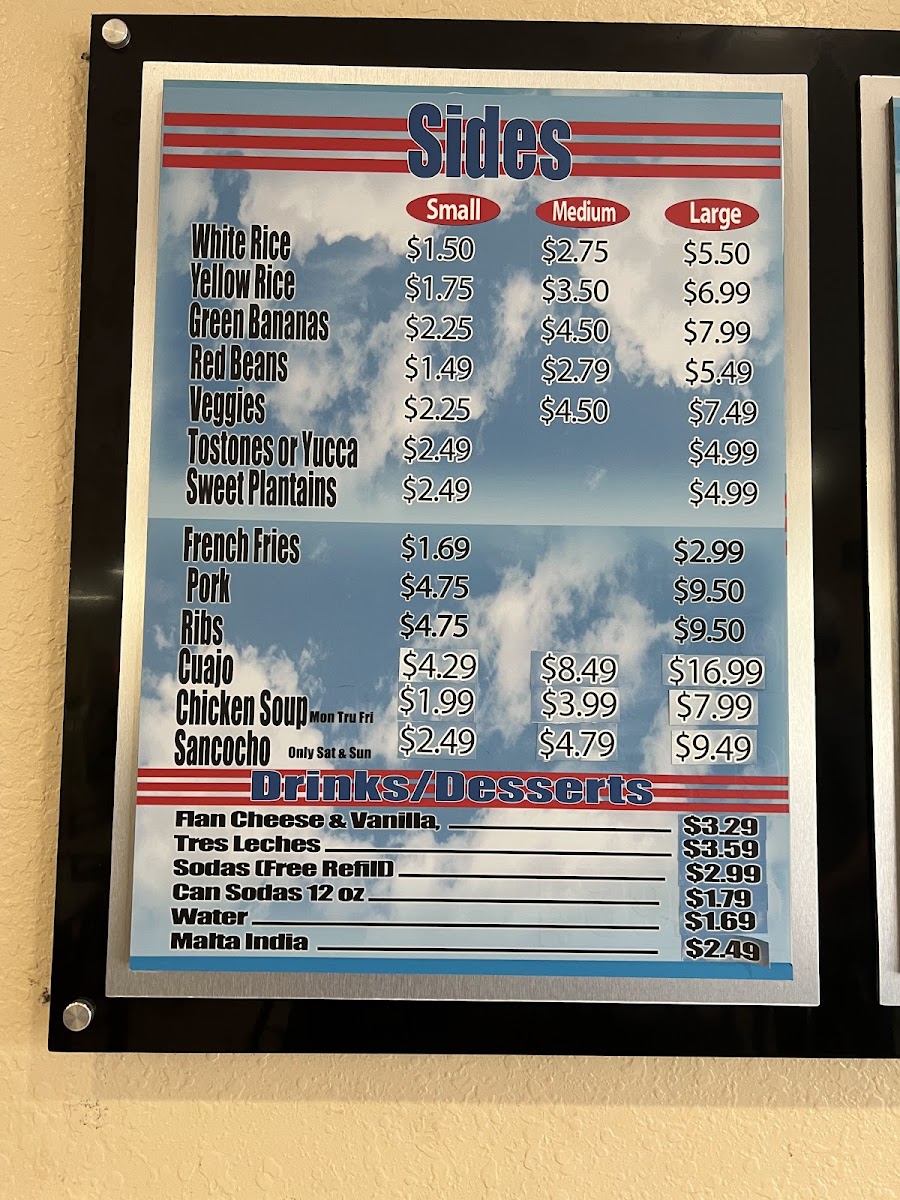 Sides
Small Medium Large
White Rice $1.50 $2.75 $5.50
Yellow Rice $1.75 $3.50 $6.99
Green Bananas $2.25 $4.50 $7.99
Red Beans $1.49 $2.79 $5.49
Veggies $2.25 $4.50 $7.49
Tostones or Yucca $2.49 $4.99
Sweet Plantains $2.49 $4.99
French Fries $1.69 $2.99
Pork $4.75 $9.50
Ribs $4.75 $9.50
Cuajo $4.29 $8.49 $16.99
Chicken Soup Mon Tru Fri $1.99 $3.99 $7.99
Sancocho Only Sat & Sun $2.49 $4.79 $9.49
Drinks/Desserts
Flan Cheese & Vanilla, $3.29
Tres Leches $3.59
Sodas (Free Refill) $2.99
Can Sodas 12 oz $1.79
Water $1.69
Malta India $2.49